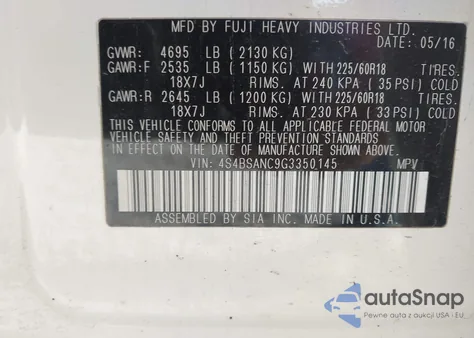 MFD BY FUJI HEAVY INDUSTRIES LTD.
DATE: 05/16
GVWR: 4695 LB ( 2130 KG)
GAWR:F 2535 LB ( 1150 KG) WITH 225/60R18 TIRES.
18X7J RIMS. AT 240 KPA ( 35 PSI) COLD
GAWR:R 2645 LB ( 1200 KG) WITH 225/60R18 TIRES.
18X7J RIMS. AT 230 KPA ( 33 PSI) COLD
THIS VEHICLE CONFORMS TO ALL APPLICABLE FEDERAL MOTOR
VEHICLE SAFETY AND THEFT PREVENTION STANDARDS
IN EFFECT ON THE DATE OF MANUFACTURE SHOWN ABOVE.
VIN: 4S4BSANC9G3350145 MPV
ASSEMBLED BY SIA INC. MADE IN U.S.A.
autoSnap
Pewne auta z aukcji USA - EU